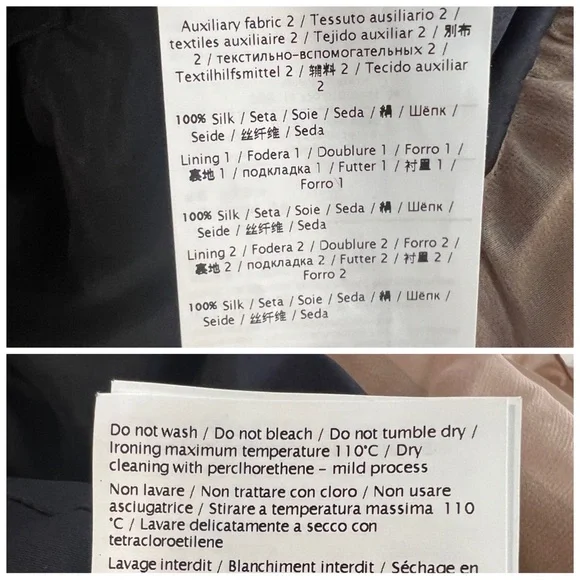 Auxiliary fabric 2 / Tessuto ausiliario 2 /
textiles auxiliaire 2 / Tejido auxiliar 2 / 別布
2 / текстильно-вспомогательных 2 /
Textilhilfsmittel 2 / 辅料 2 / Tecido auxiliar
2
100% Silk / Seta / Soie / Seda / 絹 / Шёпк /
Seide / 丝纤维 / Seda
Lining 1 / Fodera 1 / Doublure 1 / Forro 1 /
裏地 1 / подкладка 1 / Futter 1 / 衬里 1 /
Forro 1
100% Silk / Seta / Soie / Seda / 絹 / Шёпк /
Seide / 丝纤维 / Seda
Lining 2 / Fodera 2 / Doublure 2 / Forro 2 /
裏地 2 / подкладка 2 / Futter 2 / 衬里 2 /
Forro 2
100% Silk / Seta / Soie / Seda / 絹 / Шёпк /
Seide / 丝纤维 / Seda
Do not wash / Do not bleach / Do not tumble dry /
Ironing maximum temperature 110°C / Dry
cleaning with perclhorethene – mild process
Non lavare / Non trattare con cloro / Non usare
asciugatrice / Stirare a temperatura massima 110
°C / Lavare delicatamente a secco con
tetracloroetilene
Lavage interdit / Blanchiment interdit / Séchage en